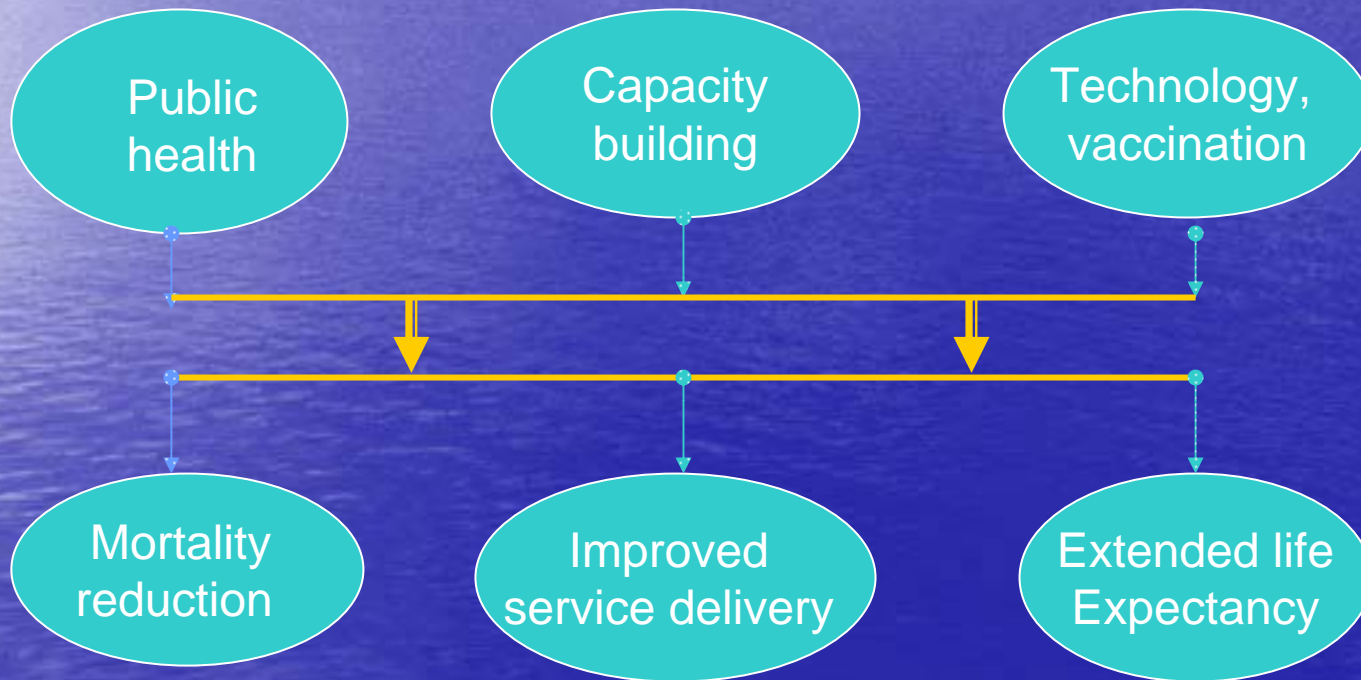 Public
health
Capacity
building
Technology,
vaccination
Mortality
reduction
Improved
service delivery
Extended life
Expectancy